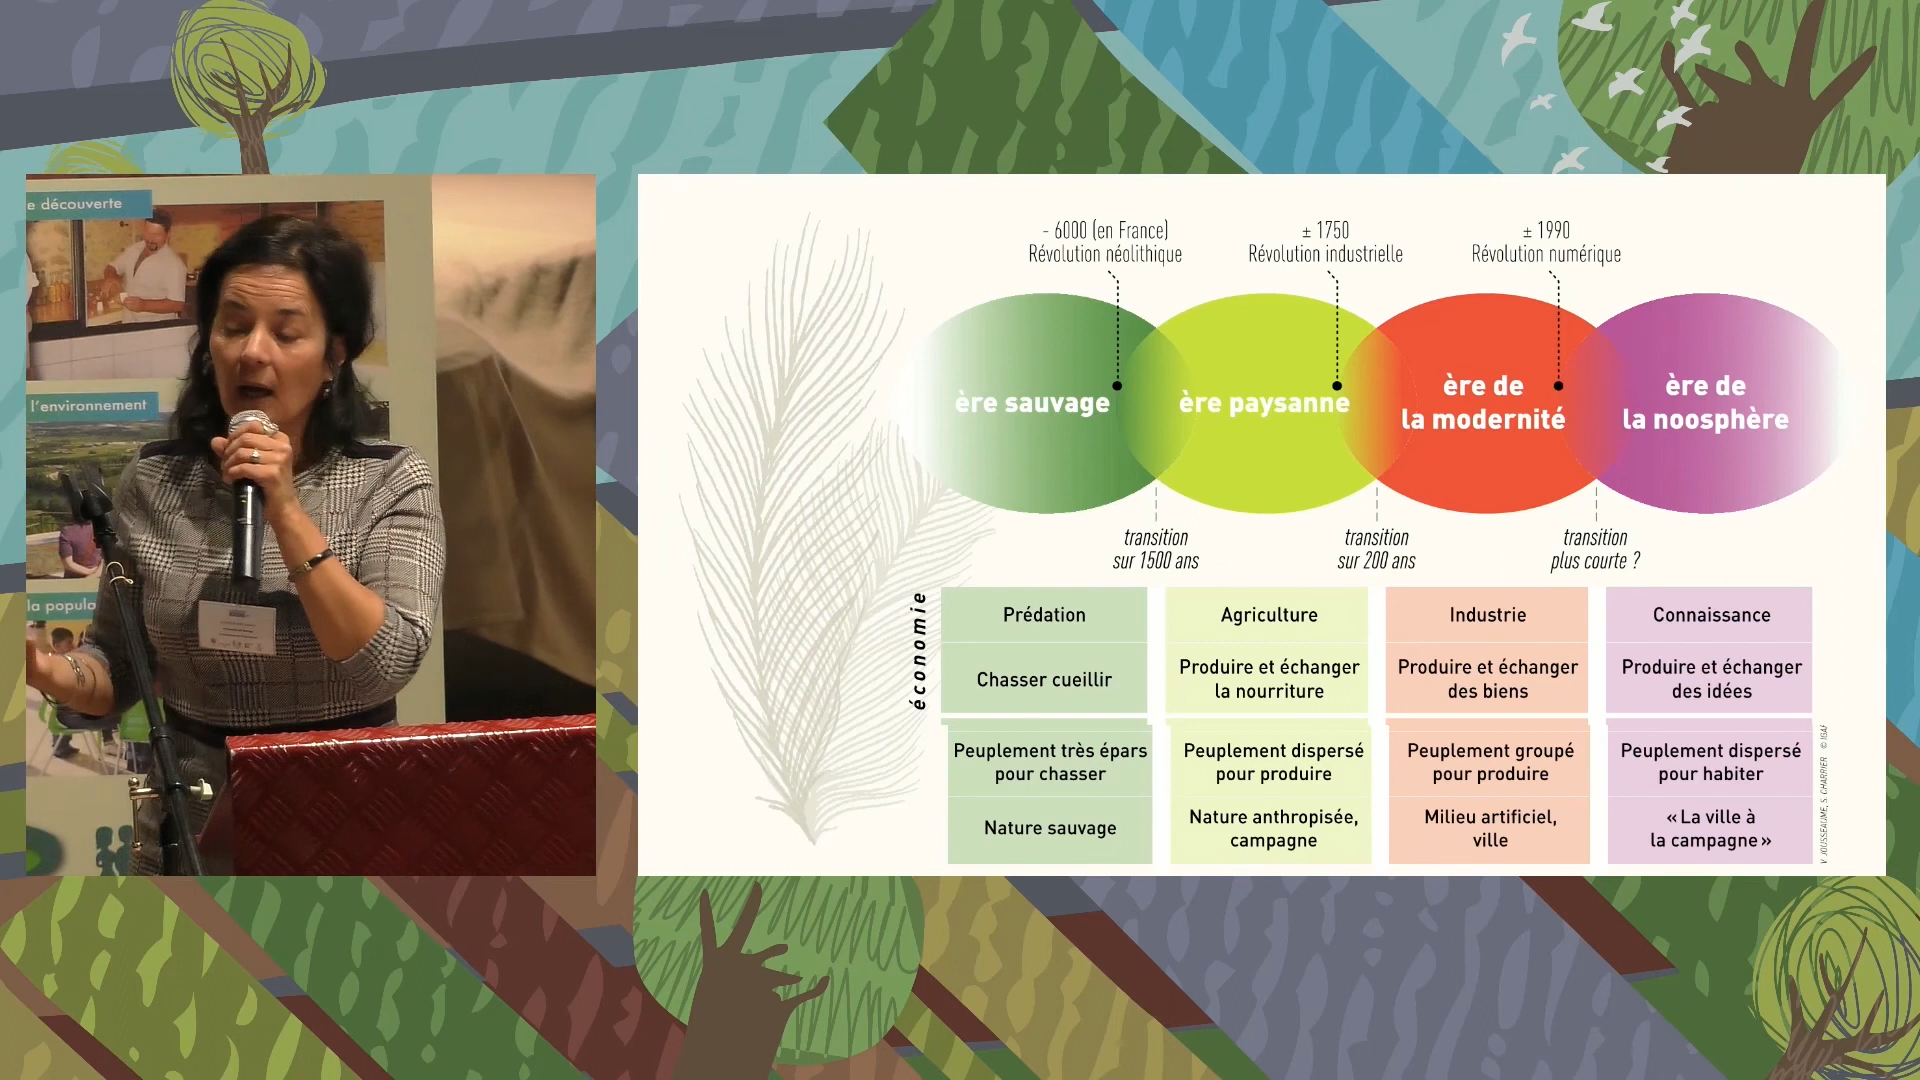 e découverte
l'environnement
la popula
- 6000 (en France)
Révolution néolithique
± 1750
Révolution industrielle
± 1990
Révolution numérique
ère sauvage
ère paysanne
ère de
la modernité
ère de
la noosphère
transition
sur 1500 ans
transition
sur 200 ans
transition
plus courte ?
économie
Prédation
Agriculture
Industrie
Connaissance
Chasser cueillir
Produire et échanger
la nourriture
Produire et échanger
des biens
Produire et échanger
des idées
Peuplement très épars
pour chasser
Peuplement dispersé
pour produire
Peuplement groupé
pour produire
Peuplement dispersé
pour habiter
Nature sauvage
Nature anthropisée,
campagne
Milieu artificiel,
ville
« La ville à
la campagne »
V. JOUSSEAUME, S. CHARRIER